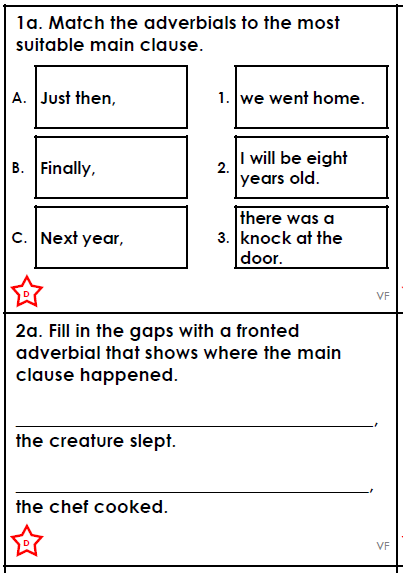 1a. Match the adverbials to the most
suitable main clause.
A. Just then,
1. we went home.
B. Finally,
2. I will be eight
years old.
C. Next year,
3. there was a
knock at the
door.
D
VF
2a. Fill in the gaps with a fronted
adverbial that shows where the main
clause happened.
,
the creature slept.
,
the chef cooked.
D
VF